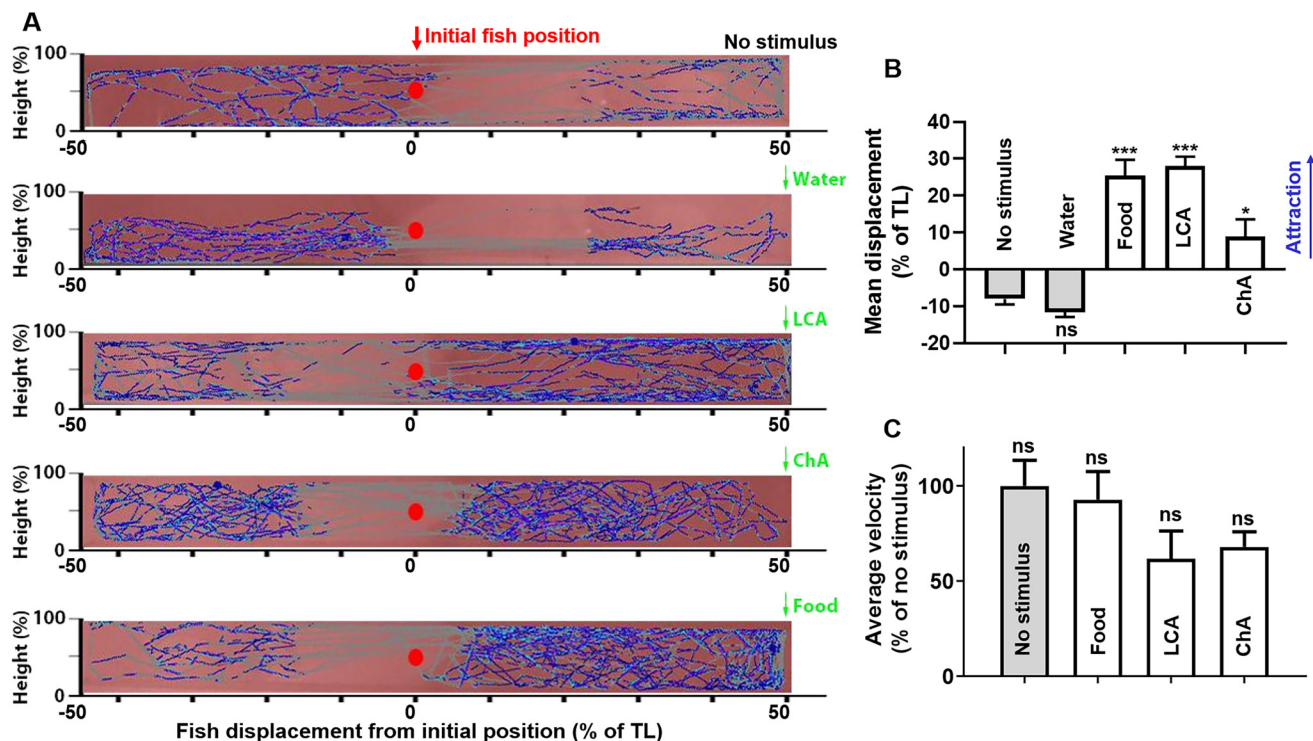 A
Initial fish position
No stimulus
Height (%)
100
0
-50
0
50
Water
Height (%)
100
0
-50
0
50
LCA
Height (%)
100
0
-50
0
50
ChA
Height (%)
100
0
-50
0
50
Food
Height (%)
100
0
-50
0
50
Fish displacement from initial position (% of TL)
B
Mean displacement
(% of TL)
40
30
20
10
0
-10
-20
No stimulus
Water
ns
***
Food
***
LCA
*
ChA
Attraction
C
Average velocity
(% of no stimulus)
100
50
0
ns
No stimulus
ns
Food
ns
LCA
ns
ChA